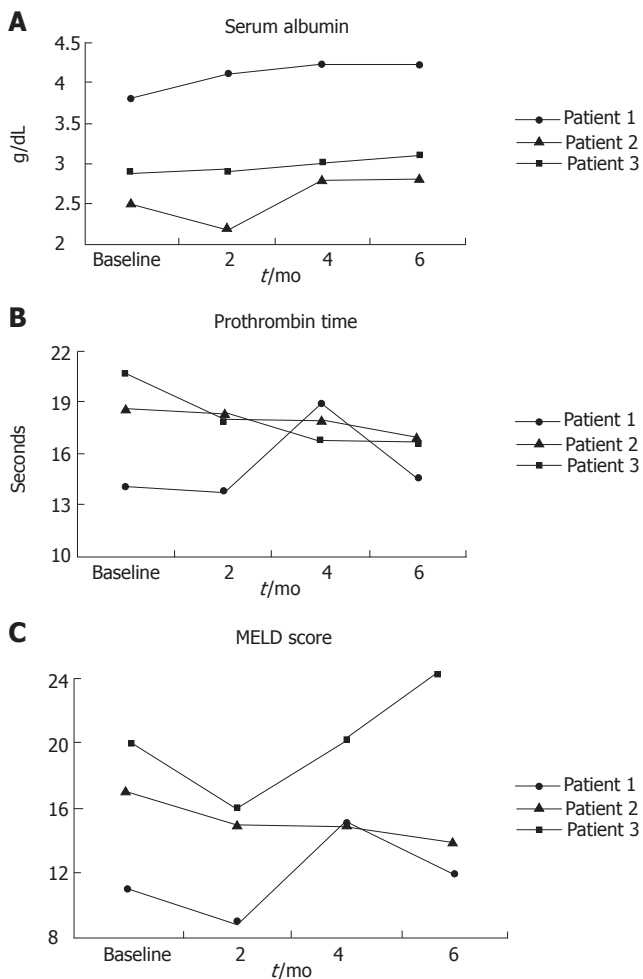 A
Serum albumin
4.5
4
3.5
3
2.5
2
g/dL
Baseline 2 4 6
t/mo
Patient 1
Patient 2
Patient 3
B
Prothrombin time
22
19
16
13
10
Seconds
Baseline 2 4 6
t/mo
Patient 1
Patient 2
Patient 3
C
MELD score
24
20
16
12
8
Baseline 2 4 6
t/mo
Patient 1
Patient 2
Patient 3